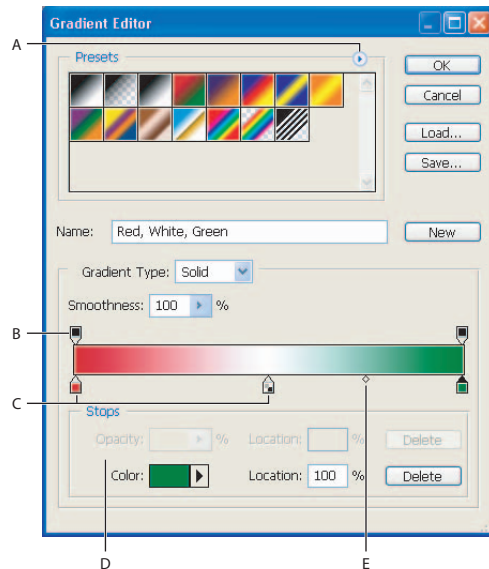 Gradient Editor
A
Presets
OK
Cancel
Load...
Save...
Name: Red, White, Green New
Gradient Type: Solid
Smoothness: 100 %
B
C
Stops
Opacity: % Location: % Delete
Color: Location: 100 % Delete
D E